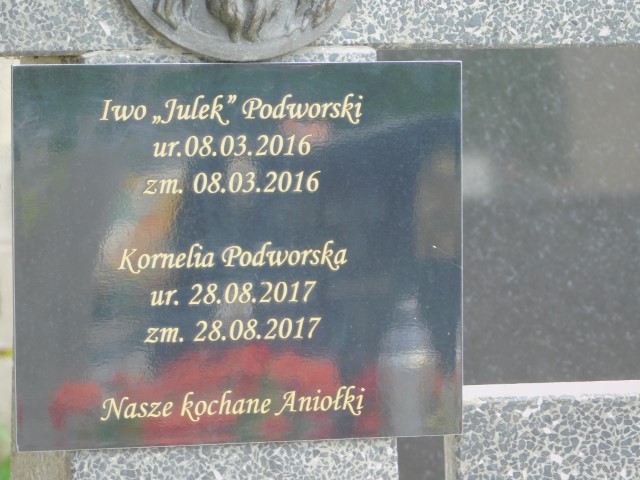 Iwo „Julek” Podworski
ur.08.03.2016
zm. 08.03.2016
Kornelia Podworska
ur. 28.08.2017
zm. 28.08.2017
Nasze kochane Aniołki